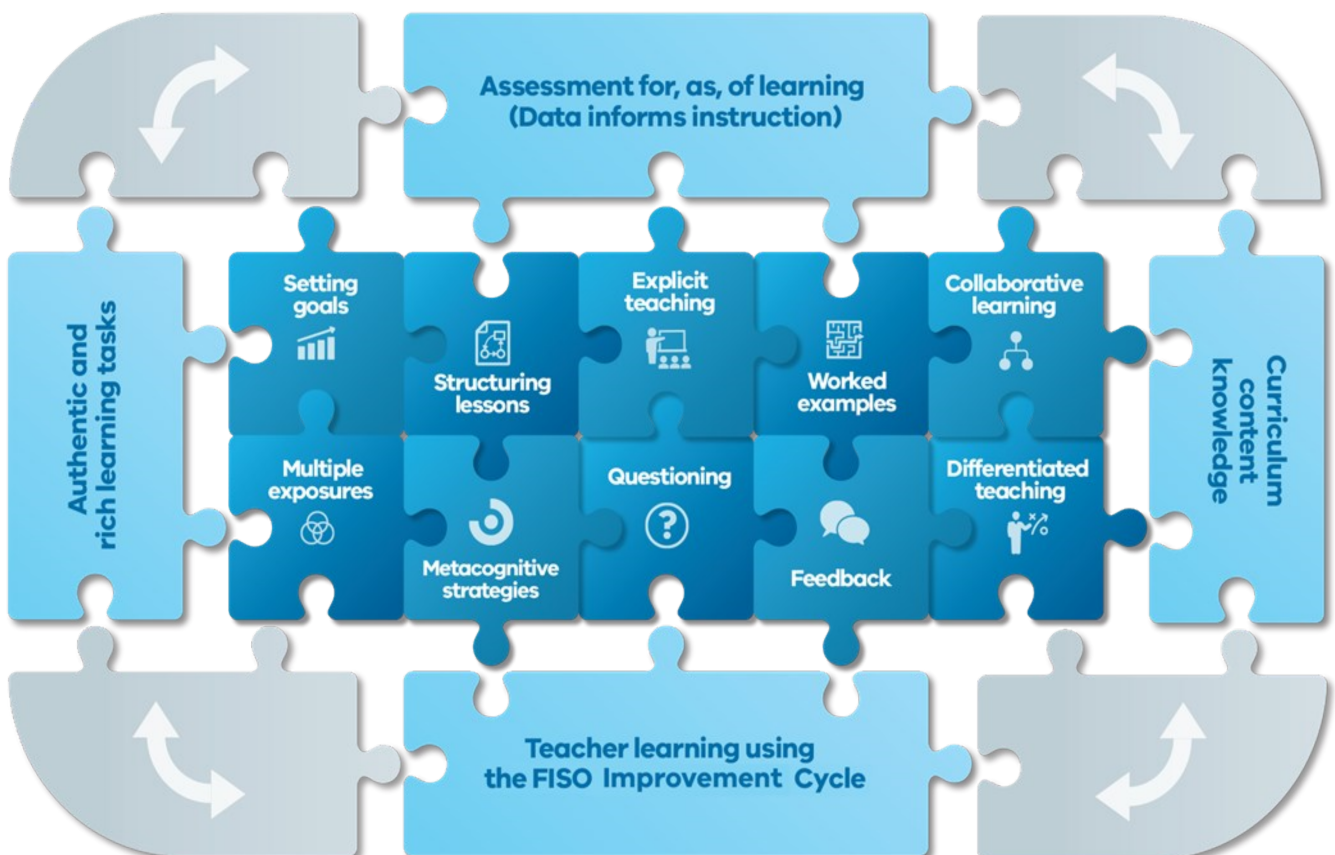 Assessment for, as, of learning
(Data informs instruction)
Authentic and
rich learning tasks
Setting
goals
Structuring
lessons
Explicit
teaching
Worked
examples
Collaborative
learning
Multiple
exposures
Metacognitive
strategies
Questioning
?
Feedback
Differentiated
teaching
Curriculum
content
knowledge
Teacher learning using
the FISO Improvement Cycle